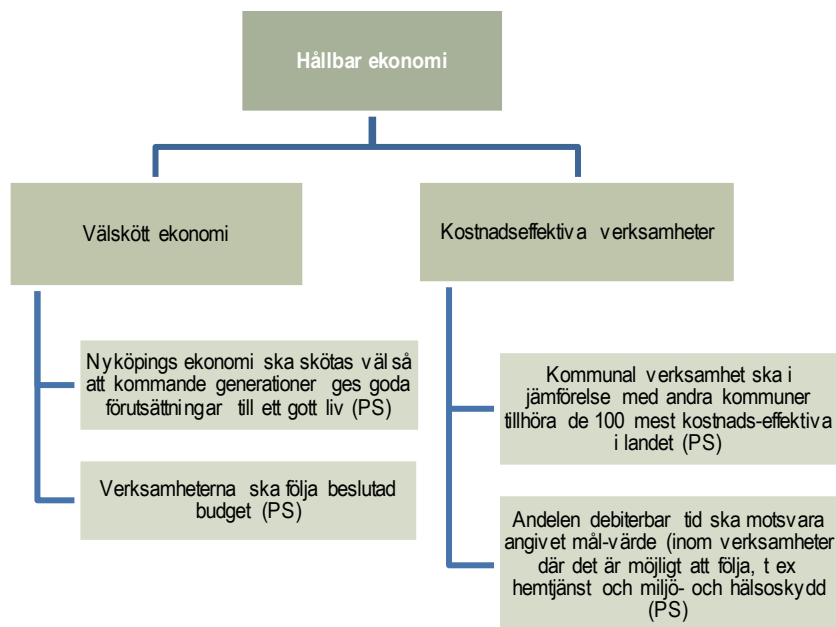 Hållbar ekonomi
Välskött ekonomi
Nyköpings ekonomi ska skötas väl så
att kommande generationer ges goda
förutsättningar till ett gott liv (PS)
Verksamheterna ska följa beslutad
budget (PS)
Kostnadseffektiva verksamheter
Kommunal verksamhet ska i
jämförelse med andra kommuner
tillhöra de 100 mest kostnads-effektiva
i landet (PS)
Andelen debiterbar tid ska motsvara
angivet mål-värde (inom verksamheter
där det är möjligt att följa, t ex
hemtjänst och miljö- och hälsoskydd
(PS)